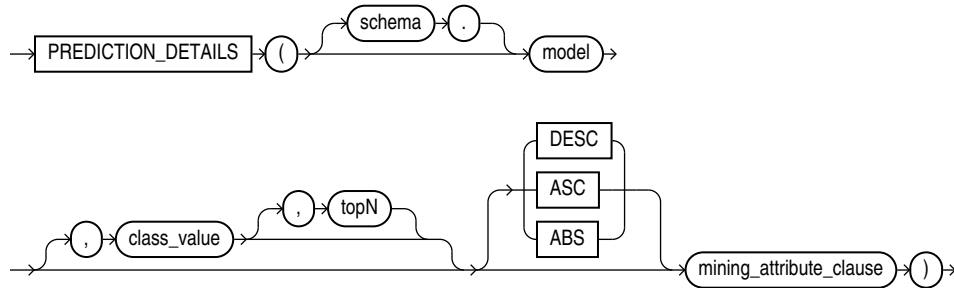 schema .
PREDICTION_DETAILS ( model
DESC
, topN ASC
, class_value ABS
mining_attribute_clause )